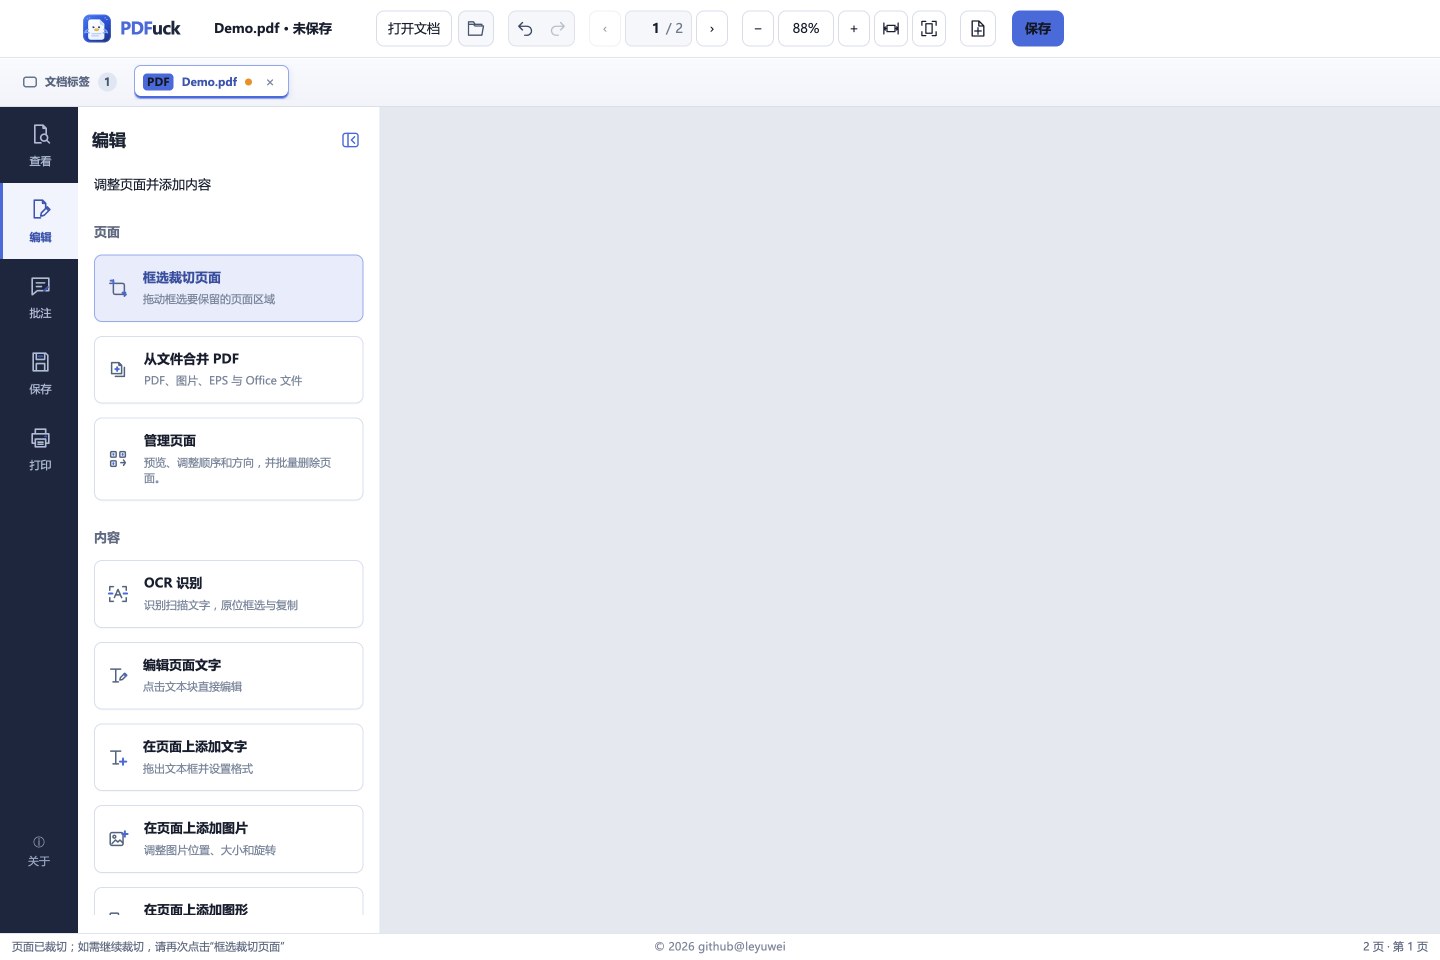 PDFuck
Demo.pdf • 未保存
打开文档
1 / 2
88%
保存
文档标签 1
PDF Demo.pdf
查看
编辑
批注
保存
打印
关于
编辑
调整页面并添加内容
页面
框选裁切页面
拖动框选要保留的页面区域
从文件合并 PDF
PDF、图片、EPS 与 Office 文件
管理页面
预览、调整顺序和方向，并批量删除页
面。
内容
OCR 识别
识别扫描文字，原位框选与复制
编辑页面文字
点击文本块直接编辑
在页面上添加文字
拖出文本框并设置格式
在页面上添加图片
调整图片位置、大小和旋转
在页面上添加图形
页面已裁切；如需继续裁切，请再次点击“框选裁切页面”
© 2026 github@leyuwei
2 页 · 第 1 页